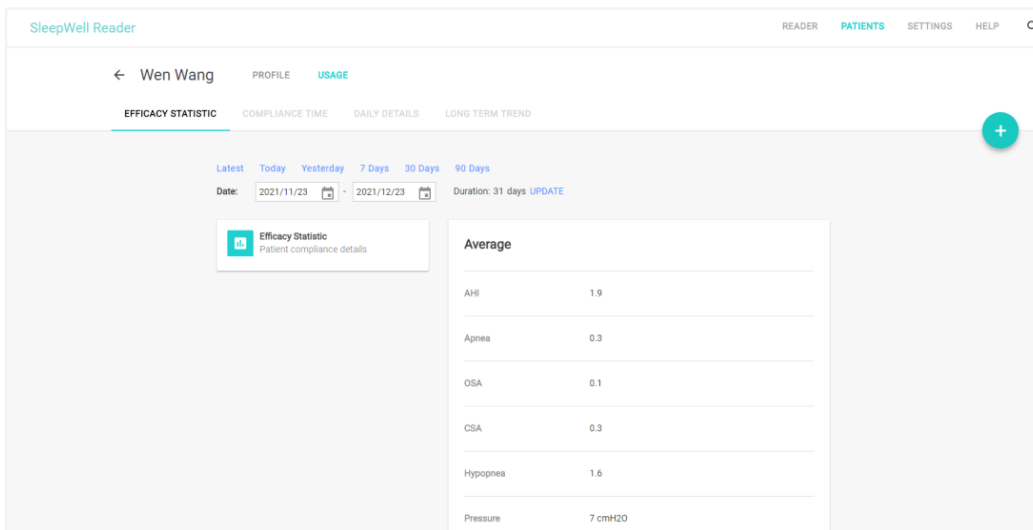 SleepWell Reader READER PATIENTS SETTINGS HELP
Wen Wang PROFILE USAGE
EFFICACY STATISTIC COMPLIANCE TIME DAILY DETAILS LONG TERM TREND
+
Latest Today Yesterday 7 Days 30 Days 90 Days
Date: 2021/11/23 - 2021/12/23 Duration: 31 days UPDATE
Efficacy Statistic
Patient compliance details
Average
AHI 1.9
Apnea 0.3
OSA 0.1
CSA 0.3
Hypopnea 1.6
Pressure 7 cmH2O